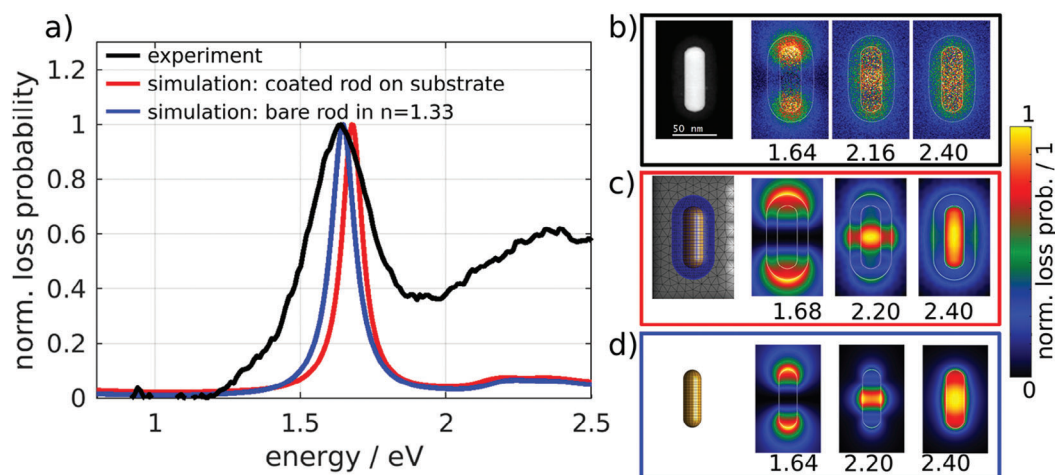 a)
norm. loss probability
1.2
1
0.8
0.6
0.4
0.2
0
experiment
simulation: coated rod on substrate
simulation: bare rod in n=1.33
1
1.5
2
2.5
energy / eV
b)
50 nm
1.64
2.16
2.40
c)
1.68
2.20
2.40
d)
1.64
2.20
2.40
1
0
norm. loss prob. / 1